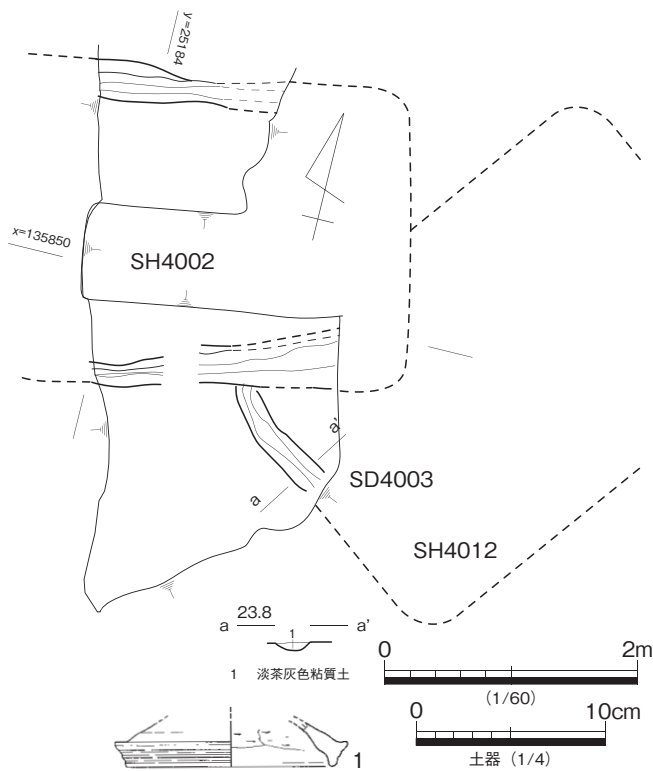 y=25184
x=135850
SH4002
a'
SD4003
a
SH4012
23.8
a a'
1
1 淡茶灰色粘質土
0 2m
(1/60)
0 10cm
土器（1/4）
1